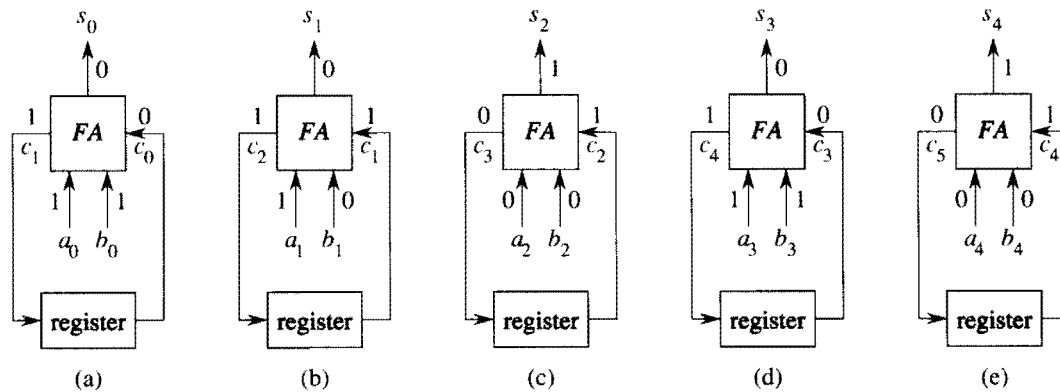 s0 s1 s2 s3 s4
0 0 1 0 1
1 FA 0 1 FA 1 0 FA 1 1 FA 0 0 FA 1
c1 c0 c2 c1 c3 c2 c4 c3 c5 c4
1 1 1 0 0 0 1 1 0 0
a0 b0 a1 b1 a2 b2 a3 b3 a4 b4
register register register register register
(a) (b) (c) (d) (e)